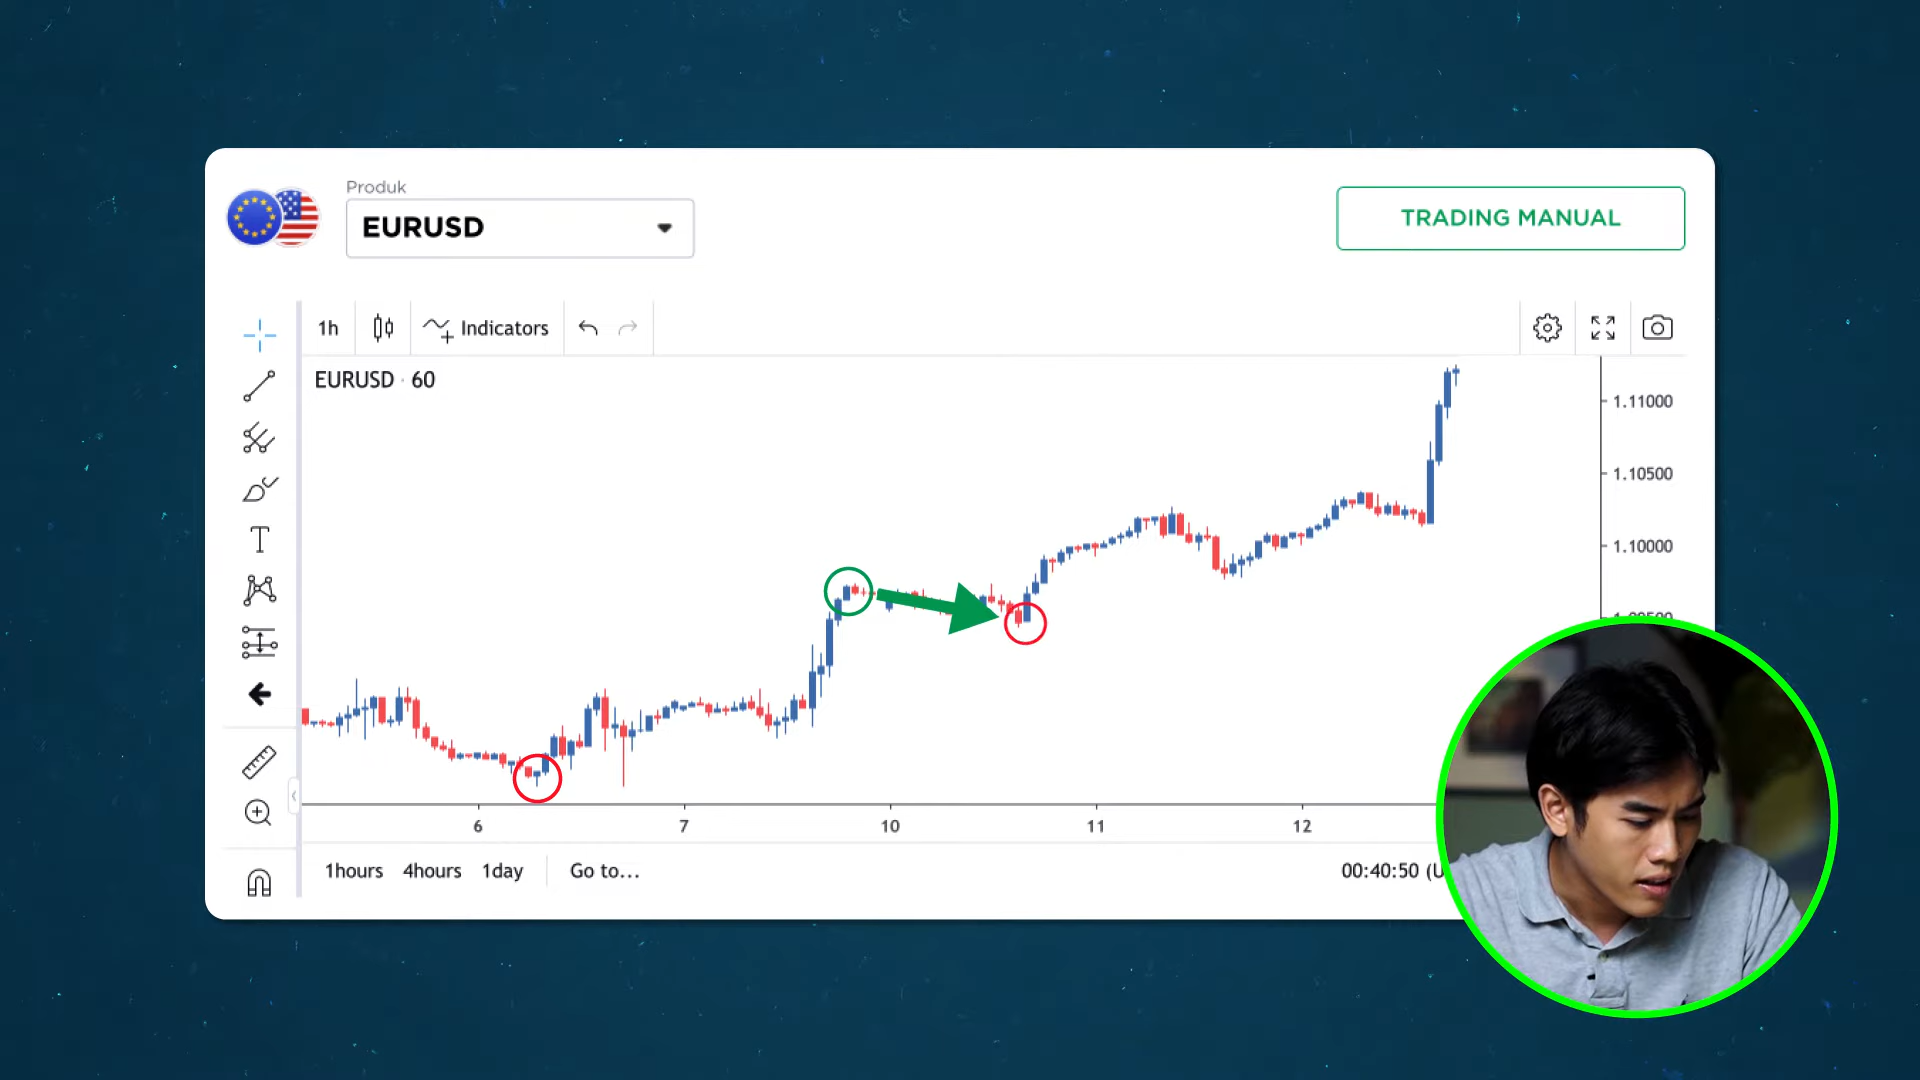 Produk
EURUSD
TRADING MANUAL
1h
Indicators
EURUSD · 60
1.11000
1.10500
1.10000
6 7 10 11 12
1hours 4hours 1day Go to...
00:40:50 (U